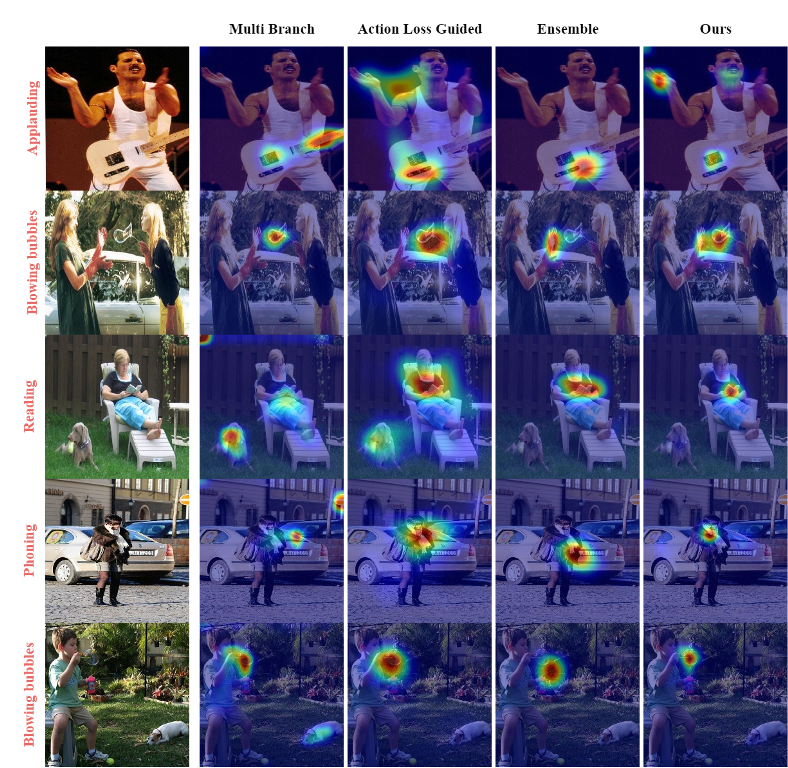 Multi Branch
Action Loss Guided
Ensemble
Ours
Applauding
Blowing bubbles
Reading
Phoning
Blowing bubbles